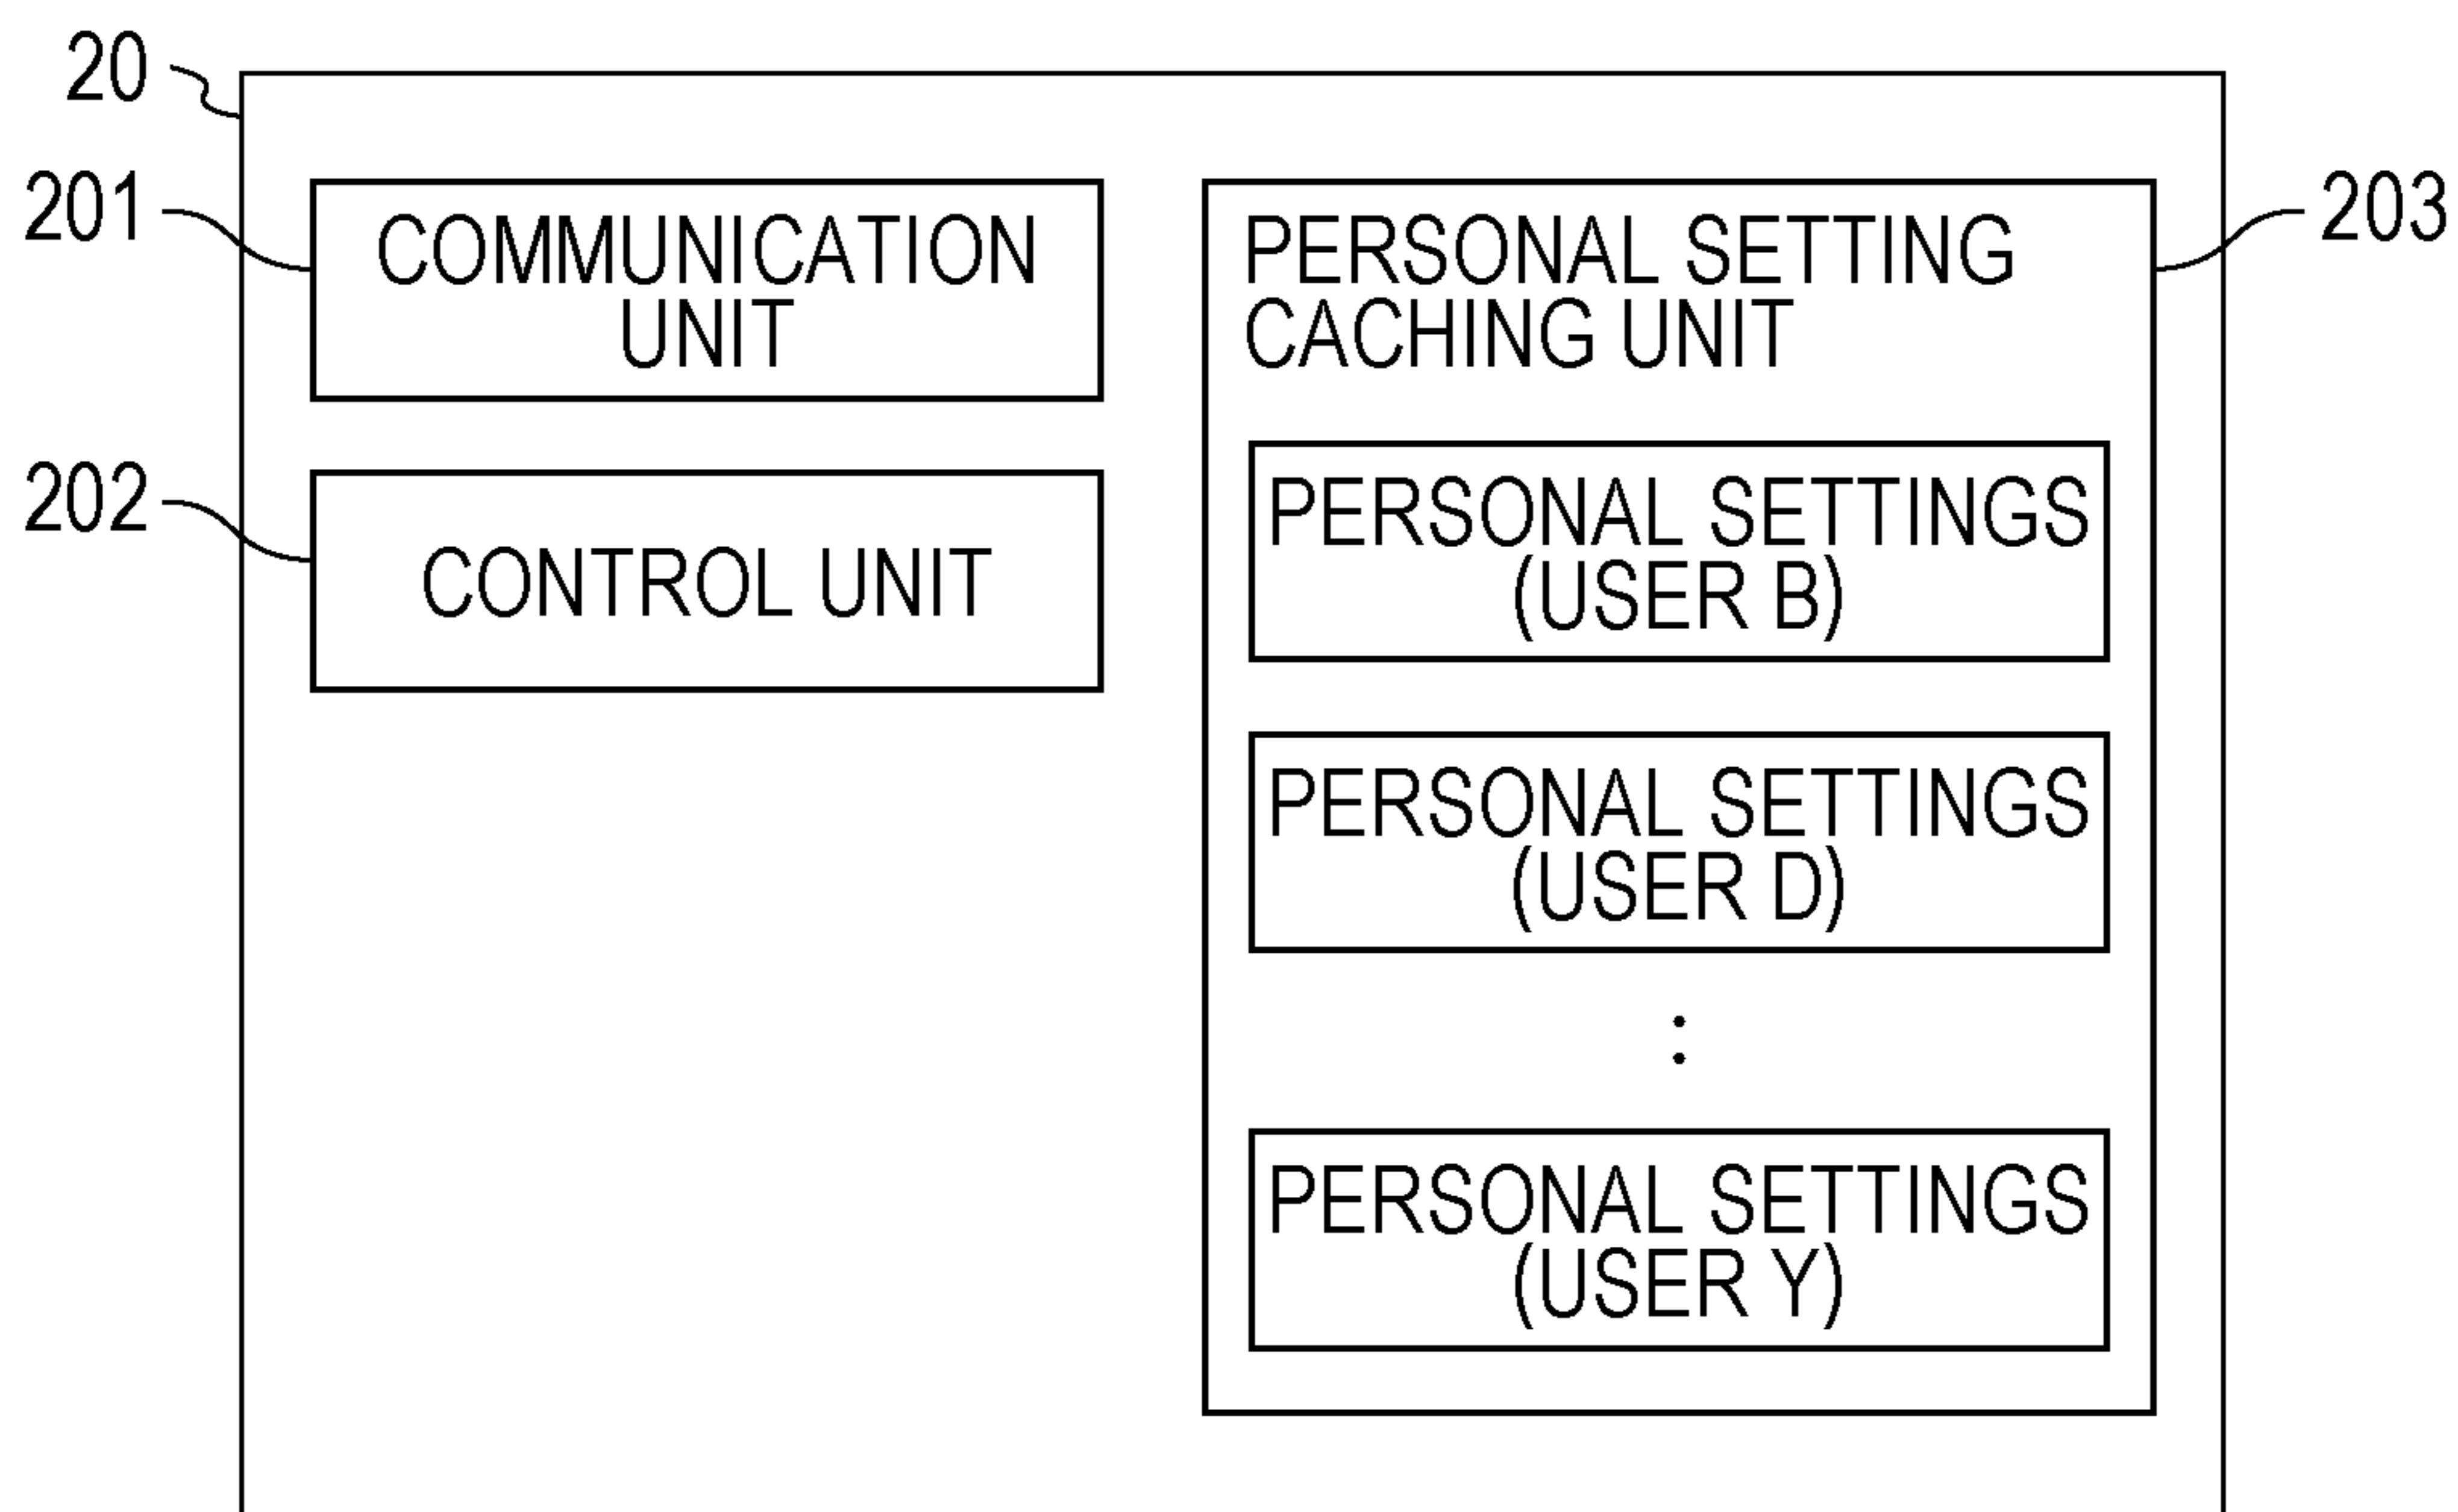 20
201
COMMUNICATION
UNIT
202
CONTROL UNIT
203
PERSONAL SETTING
CACHING UNIT
PERSONAL SETTINGS
(USER B)
PERSONAL SETTINGS
(USER D)
:
PERSONAL SETTINGS
(USER Y)